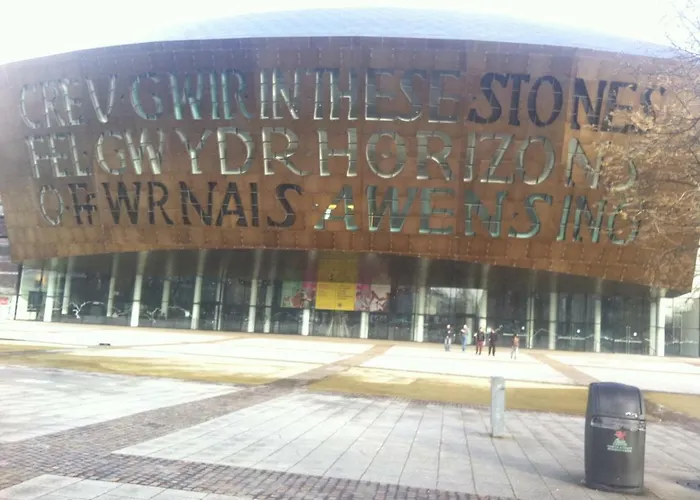 CREU GWIR IN THESE STONES
FEL GWYDR HORIZONS
O FFWRNAIS AWEN SING